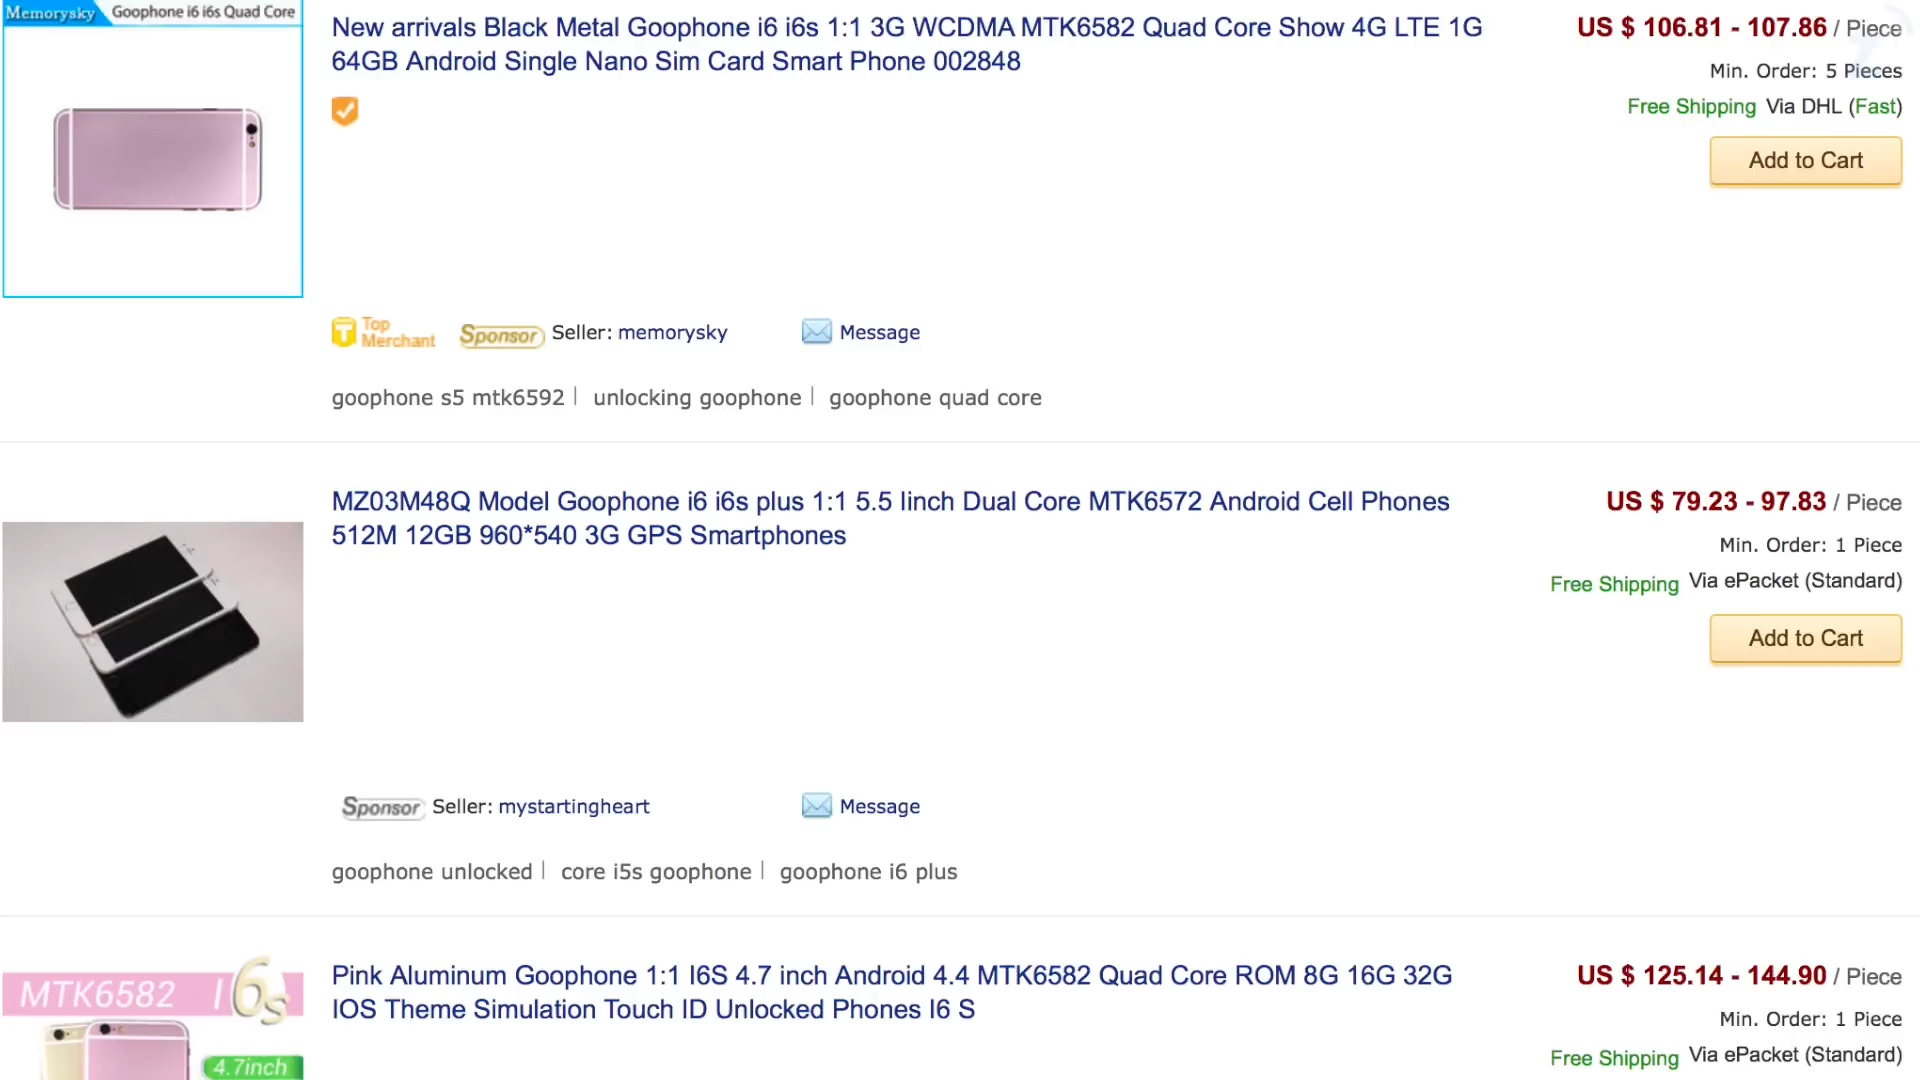 Memorysky Goophone i6 i6s Quad Core
New arrivals Black Metal Goophone i6 i6s 1:1 3G WCDMA MTK6582 Quad Core Show 4G LTE 1G
64GB Android Single Nano Sim Card Smart Phone 002848
US $ 106.81 - 107.86 / Piece
Min. Order: 5 Pieces
Free Shipping Via DHL (Fast)
Add to Cart
Top
Merchant
Sponsor Seller: memorysky Message
goophone s5 mtk6592 | unlocking goophone | goophone quad core
MZ03M48Q Model Goophone i6 i6s plus 1:1 5.5 Iinch Dual Core MTK6572 Android Cell Phones
512M 12GB 960*540 3G GPS Smartphones
US $ 79.23 - 97.83 / Piece
Min. Order: 1 Piece
Free Shipping Via ePacket (Standard)
Add to Cart
Sponsor Seller: mystartingheart Message
goophone unlocked | core i5s goophone | goophone i6 plus
MTK6582 I6s
4.7inch
Pink Aluminum Goophone 1:1 I6S 4.7 inch Android 4.4 MTK6582 Quad Core ROM 8G 16G 32G
IOS Theme Simulation Touch ID Unlocked Phones I6 S
US $ 125.14 - 144.90 / Piece
Min. Order: 1 Piece
Free Shipping Via ePacket (Standard)